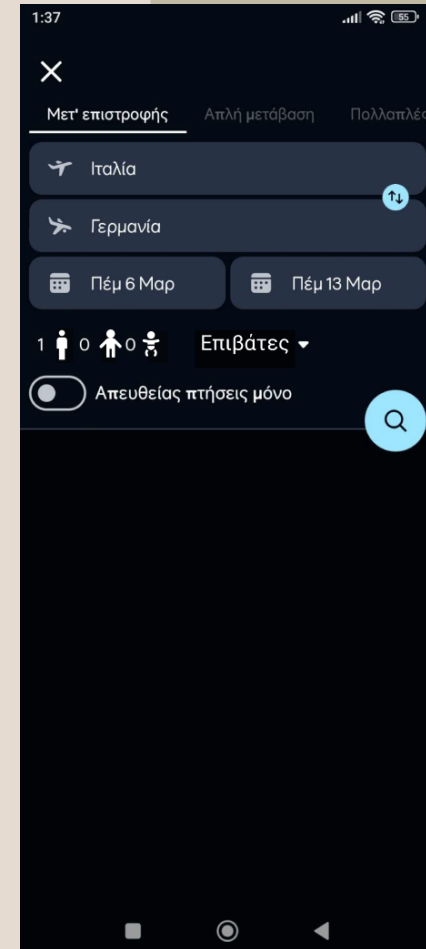 1:37 55
Μετ' επιστροφής Απλή μετάβαση Πολλαπλές
Ιταλία
Γερμανία
Πέμ 6 Μαρ Πέμ 13 Μαρ
1 0 0 Επιβάτες
Απευθείας πτήσεις μόνο